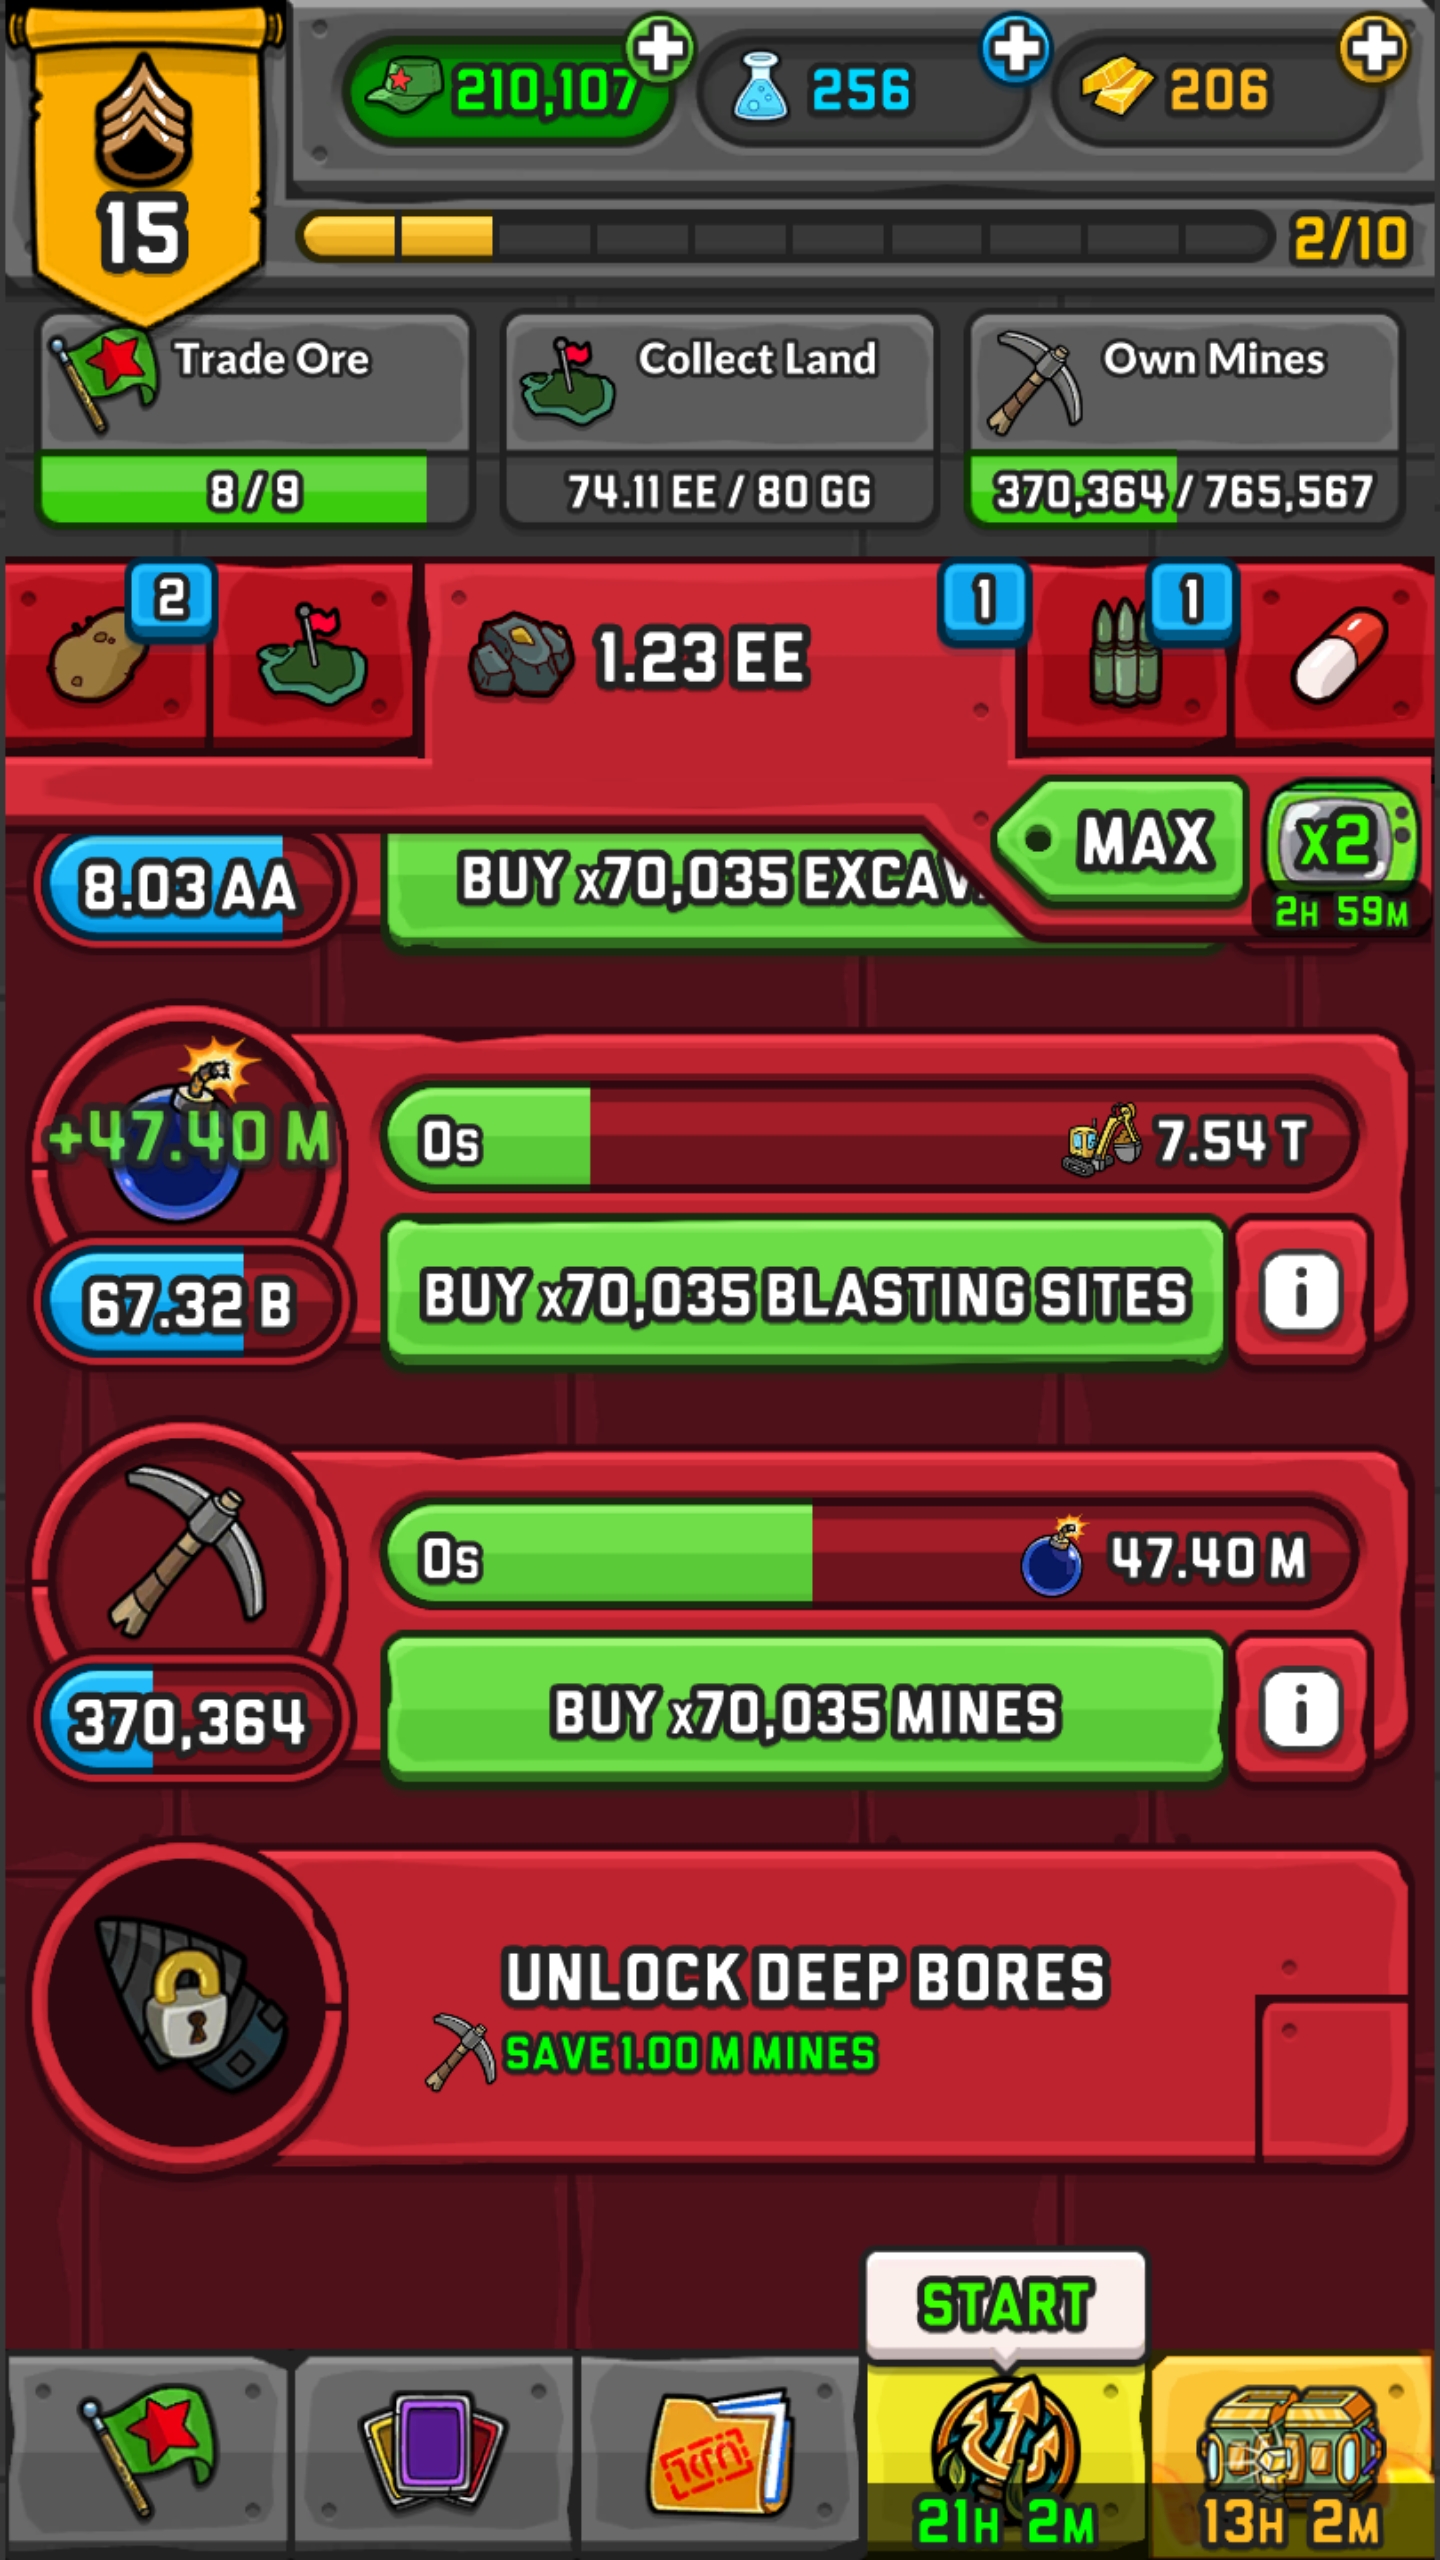 210,107
256
206
15
2/10
Trade Ore
Collect Land
Own Mines
8 / 9
74.11 EE / 80 GG
370,364 / 765,567
2
1
1
1.23 EE
MAX
x2
2H 59M
8.03 AA
BUY x70,035 EXCAV
+47.40 M
0s
7.54 T
67.32 B
BUY x70,035 BLASTING SITES
i
0s
47.40 M
370,364
BUY x70,035 MINES
i
UNLOCK DEEP BORES
SAVE 1.00 M MINES
START
21H 2M
13H 2M